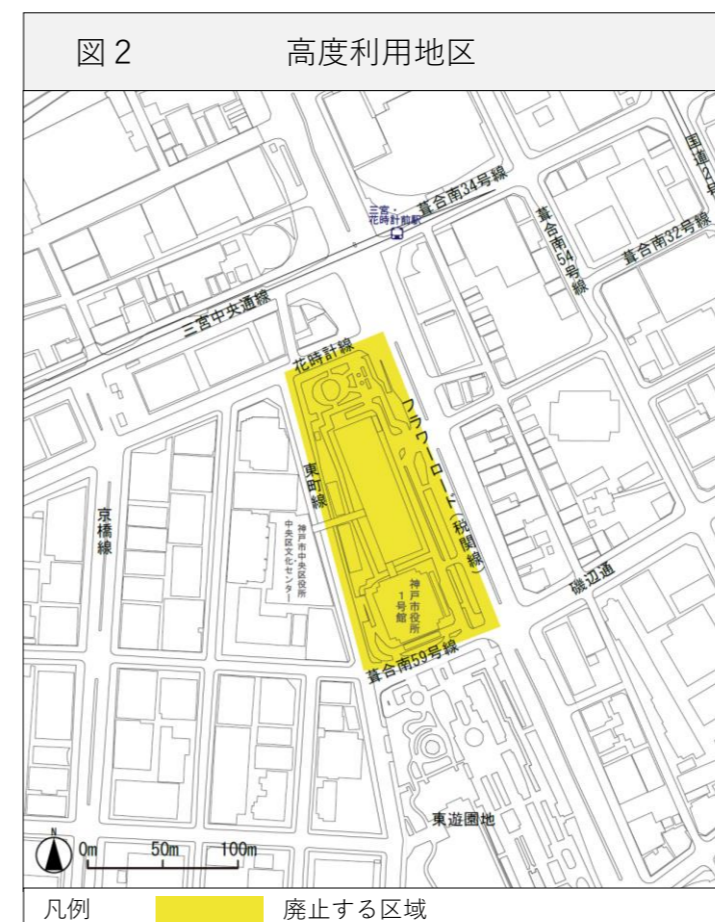 図2 高度利用地区
国道2号
葺合南34号線
三宮・
花時計前駅
葺合南54号線
葺合南32号線
三宮中央通線
花時計線
フラワーロード(税関線)
東町線
京橋線
神戸市中央区役所
中央区文化センター
神戸市役所
1号館
磯辺通
葺合南59号線
東遊園地
N
0m 50m 100m
凡例 廃止する区域